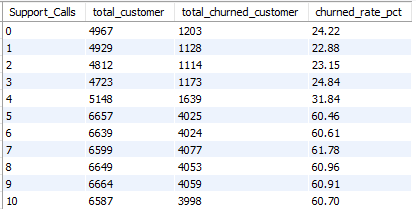 Support_Calls total_customer total_churned_customer churned_rate_pct
0 4967 1203 24.22
1 4929 1128 22.88
2 4812 1114 23.15
3 4723 1173 24.84
4 5148 1639 31.84
5 6657 4025 60.46
6 6639 4024 60.61
7 6599 4077 61.78
8 6649 4053 60.96
9 6664 4059 60.91
10 6587 3998 60.70